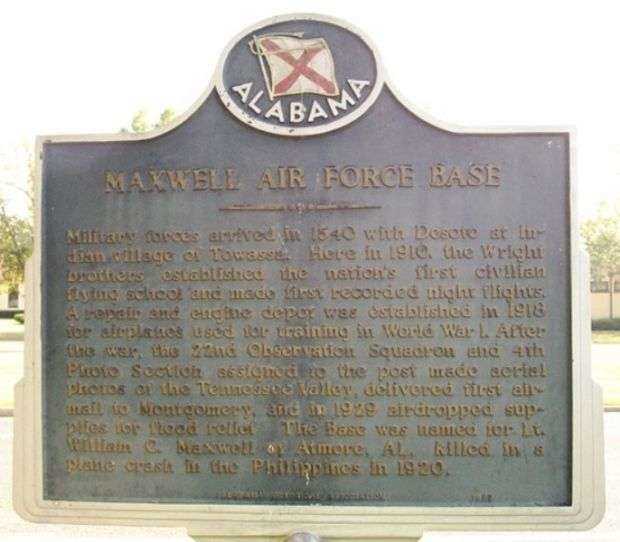 ALABAMA
MAXWELL AIR FORCE BASE
Military forces arrived in 1540 with Desoto at In-
dian village of Towassa. Here in 1910, the Wright
brothers established the nation's first civilian
flying school and made first recorded night flights.
A repair and engine depot was established in 1918
for airplanes used for training in World War I. After
the war, the 22nd Observation Squadron and 4th
Photo Section assigned to the post made aerial
photos of the Tennessee Valley, delivered first air-
mail to Montgomery, and in 1929 airdropped sup-
plies for flood relief. The Base was named for Lt.
William C. Maxwell of Atmore, AL, killed in a
plane crash in the Philippines in 1920.
ASSOCIATION